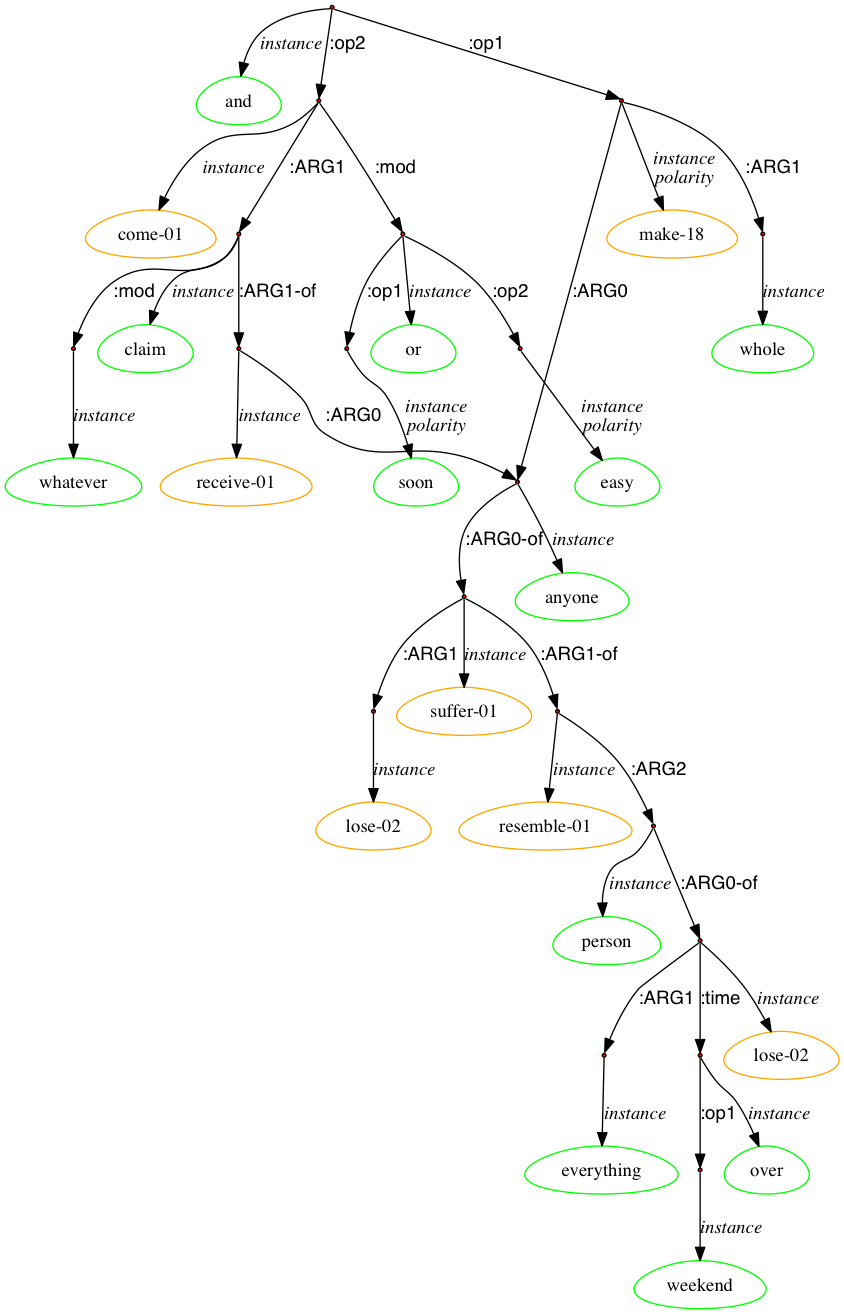 instance :op2 :op1
and
instance :ARG1 :mod instance polarity :ARG1
come-01 make-18
:mod instance :ARG1-of :op1 instance :op2 :ARG0 instance
claim or whole
instance instance :ARG0 instance polarity instance polarity
whatever receive-01 soon easy
:ARG0-of instance
anyone
:ARG1 instance :ARG1-of
suffer-01
instance instance :ARG2
lose-02 resemble-01
instance :ARG0-of
person
:ARG1 :time instance
lose-02
instance :op1 instance
everything over
instance
weekend